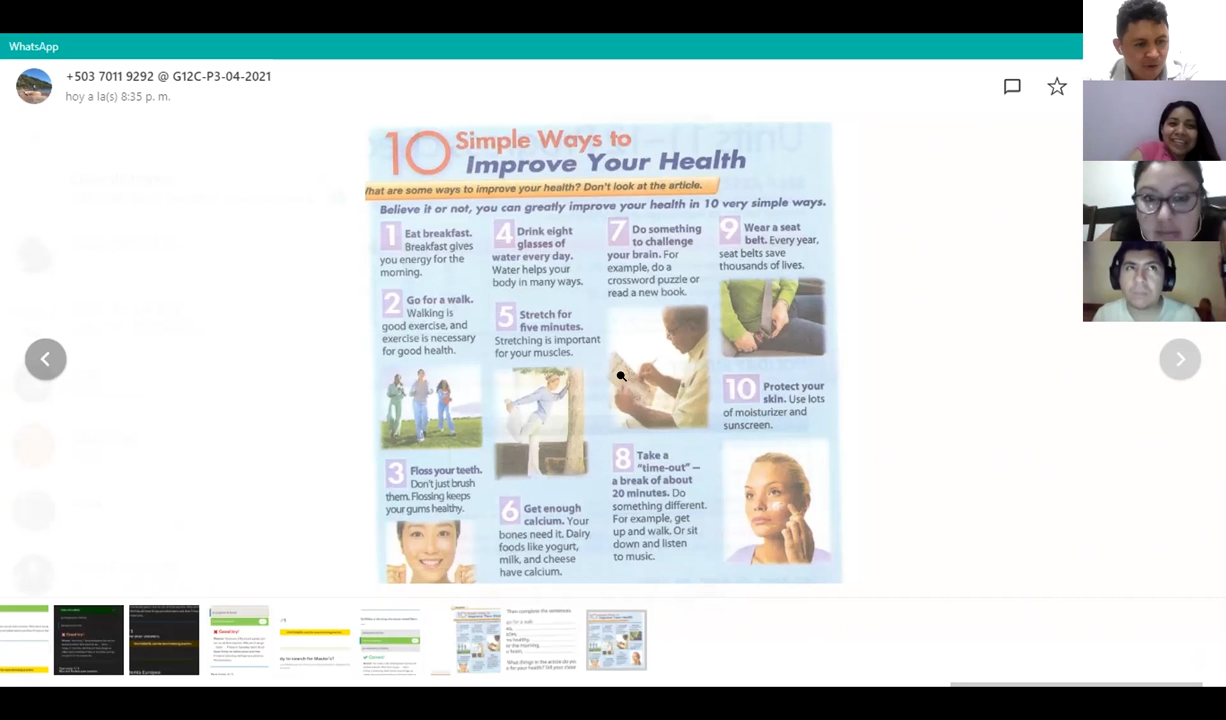 WhatsApp
+503 7011 9292 @ G12C-P3-04-2021
hoy a la(s) 8:35 p. m.
10 Simple Ways to
Improve Your Health
What are some ways to improve your health? Don't look at the article.
Believe it or not, you can greatly improve your health in 10 very simple ways.
1 Eat breakfast.
Breakfast gives
you energy for the
morning.
2 Go for a walk.
Walking is
good exercise, and
exercise is necessary
for good health.
3 Floss your teeth.
Don't just brush
them. Flossing keeps
your gums healthy.
4 Drink eight
glasses of
water every day.
Water helps your
body in many ways.
5 Stretch for
five minutes.
Stretching is important
for your muscles.
6 Get enough
calcium. Your
bones need it. Dairy
foods like yogurt,
milk, and cheese
have calcium.
7 Do something
to challenge
your brain. For
example, do a
crossword puzzle or
read a new book.
8 Take a
"time-out" –
a break of about
20 minutes. Do
something different.
For example, get
up and walk. Or sit
down and listen
to music.
9 Wear a seat
belt. Every year,
seat belts save
thousands of lives.
10 Protect your
skin. Use lots
of moisturizer and
sunscreen.
Then complete the sentences.